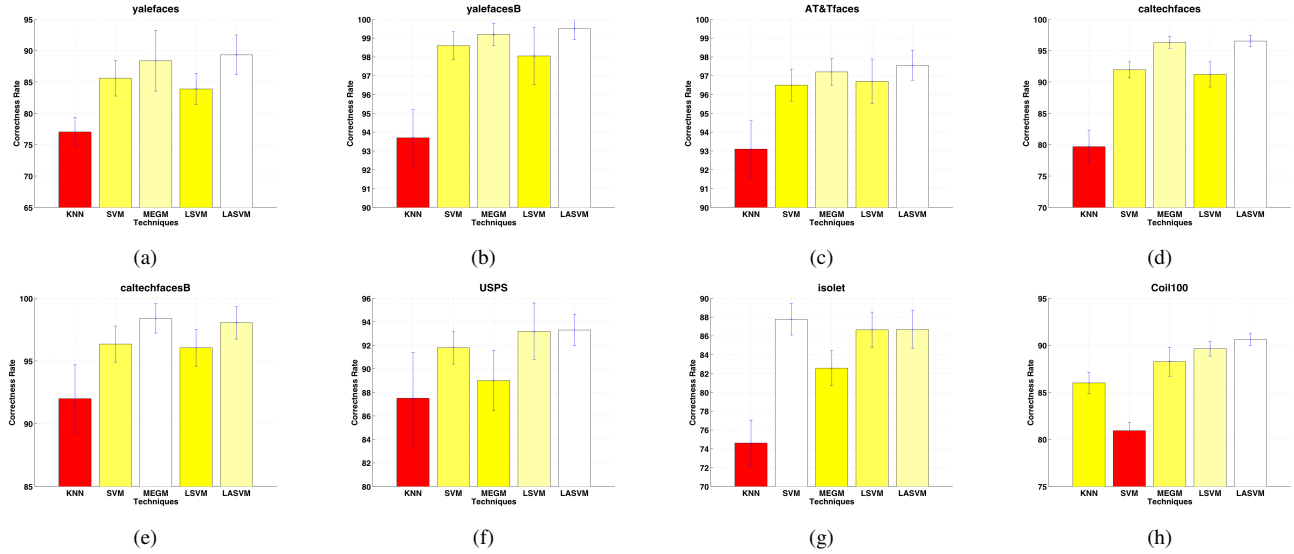 yalefaces
95
90
85
80
75
70
65
Correctness Rate
KNN SVM MEGM LSVM LASVM
Techniques
(a)
yalefacesB
100
99
98
97
96
95
94
93
92
91
90
Correctness Rate
KNN SVM MEGM LSVM LASVM
Techniques
(b)
AT&Tfaces
100
99
98
97
96
95
94
93
92
91
90
Correctness Rate
KNN SVM MEGM LSVM LASVM
Techniques
(c)
caltechfaces
100
95
90
85
80
75
70
Correctness Rate
KNN SVM MEGM LSVM LASVM
Techniques
(d)
caltechfacesB
100
95
90
85
Correctness Rate
KNN SVM MEGM LSVM LASVM
Techniques
(e)
USPS
96
94
92
90
88
86
84
82
80
Correctness Rate
KNN SVM MEGM LSVM LASVM
Techniques
(f)
isolet
90
88
86
84
82
80
78
76
74
72
70
Correctness Rate
KNN SVM MEGM LSVM LASVM
Techniques
(g)
Coil100
95
90
85
80
75
Correctness Rate
KNN SVM MEGM LSVM LASVM
Techniques
(h)